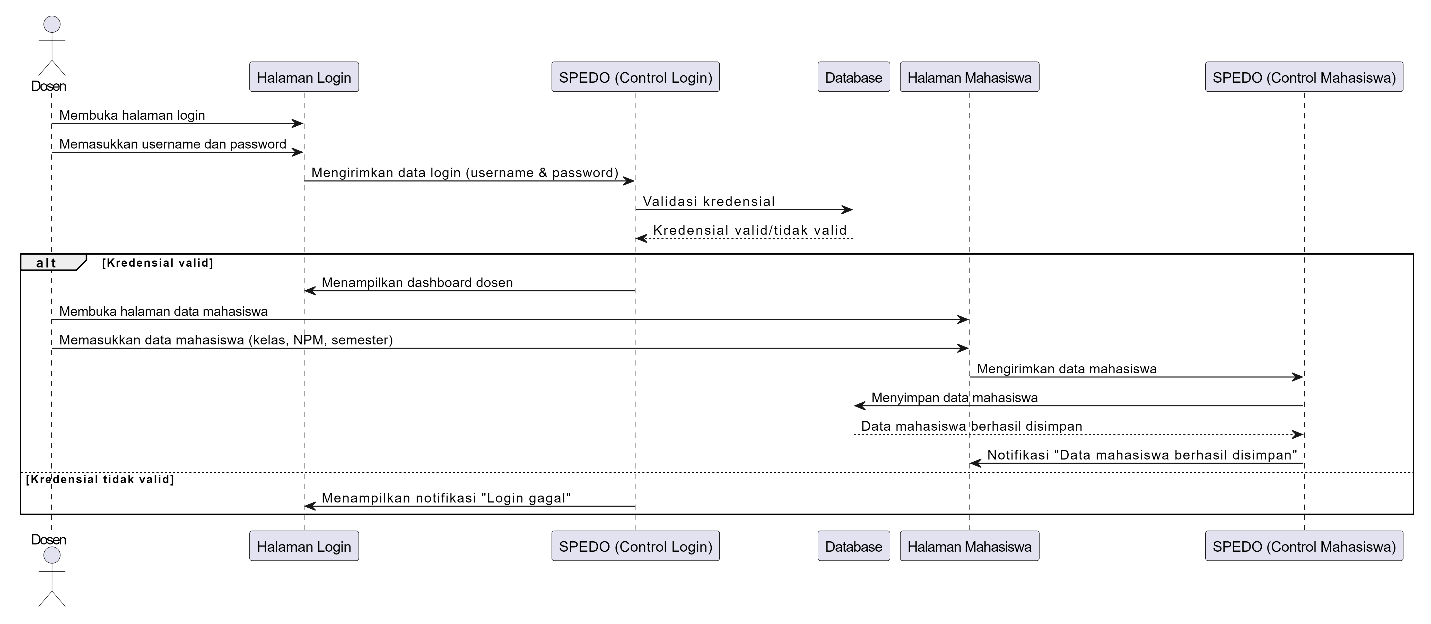 Dosen
Halaman Login
SPEDO (Control Login)
Database
Halaman Mahasiswa
SPEDO (Control Mahasiswa)
Membuka halaman login
Memasukkan username dan password
Mengirimkan data login (username & password)
Validasi kredensial
Kredensial valid/tidak valid
alt [Kredensial valid]
Menampilkan dashboard dosen
Membuka halaman data mahasiswa
Memasukkan data mahasiswa (kelas, NPM, semester)
Mengirimkan data mahasiswa
Menyimpan data mahasiswa
Data mahasiswa berhasil disimpan
Notifikasi "Data mahasiswa berhasil disimpan"
[Kredensial tidak valid]
Menampilkan notifikasi "Login gagal"
Dosen
Halaman Login
SPEDO (Control Login)
Database
Halaman Mahasiswa
SPEDO (Control Mahasiswa)